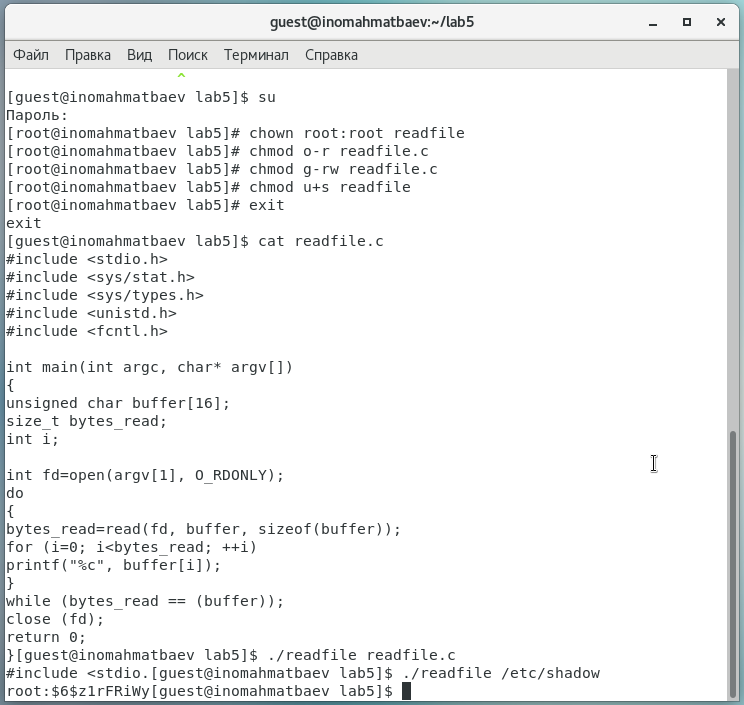 guest@inomahmatbaev:~/lab5
Файл Правка Вид Поиск Терминал Справка
^
[guest@inomahmatbaev lab5]$ su
Пароль:
[root@inomahmatbaev lab5]# chown root:root readfile
[root@inomahmatbaev lab5]# chmod o-r readfile.c
[root@inomahmatbaev lab5]# chmod g-rw readfile.c
[root@inomahmatbaev lab5]# chmod u+s readfile
[root@inomahmatbaev lab5]# exit
exit
[guest@inomahmatbaev lab5]$ cat readfile.c
#include <stdio.h>
#include <sys/stat.h>
#include <sys/types.h>
#include <unistd.h>
#include <fcntl.h>
int main(int argc, char* argv[])
{
unsigned char buffer[16];
size_t bytes_read;
int i;
int fd=open(argv[1], O_RDONLY);
do
{
bytes_read=read(fd, buffer, sizeof(buffer));
for (i=0; i<bytes_read; ++i)
printf("%c", buffer[i]);
}
while (bytes_read == (buffer));
close (fd);
return 0;
}[guest@inomahmatbaev lab5]$ ./readfile readfile.c
#include <stdio.[guest@inomahmatbaev lab5]$ ./readfile /etc/shadow
root:$6$z1rFRiWy[guest@inomahmatbaev lab5]$